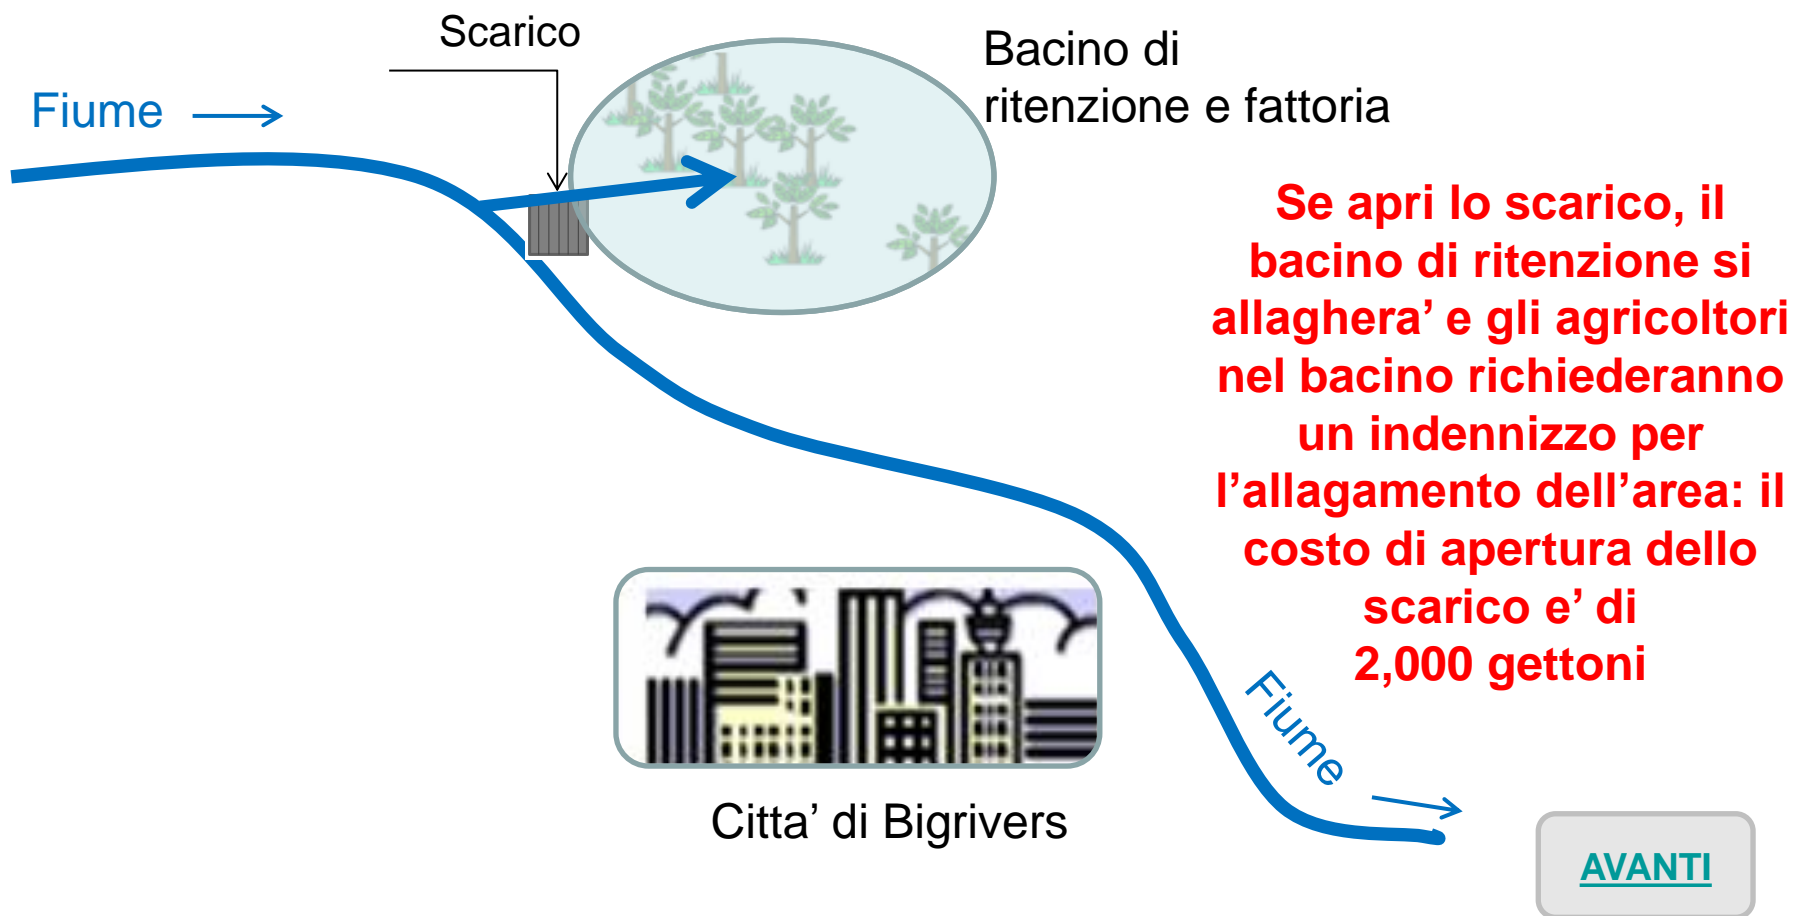 Scarico
Fiume
Bacino di
ritenzione e fattoria
Se apri lo scarico, il
bacino di ritenzione si
allaghera’ e gli agricoltori
nel bacino richiederanno
un indennizzo per
l’allagamento dell’area: il
costo di apertura dello
scarico e’ di
2,000 gettoni
Fiume
Citta’ di Bigrivers
AVANTI